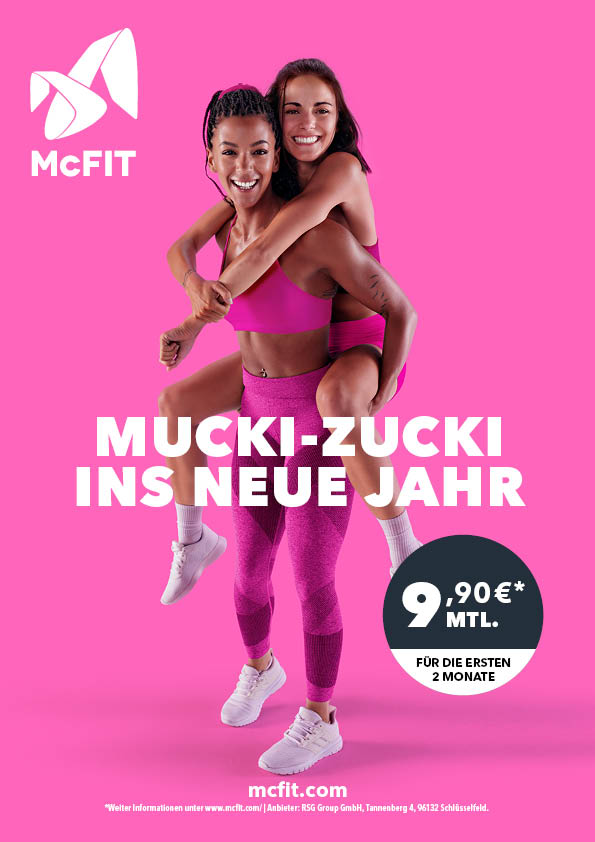 McFIT
MUCKI-ZUCKI
INS NEUE JAHR
9,90€*
MTL.
FÜR DIE ERSTEN
2 MONATE
mcfit.com
*Weiter Informationen unter www.mcfit.com/ | Anbieter: RSG Group GmbH, Tannenberg 4, 96132 Schlüsselfeld.